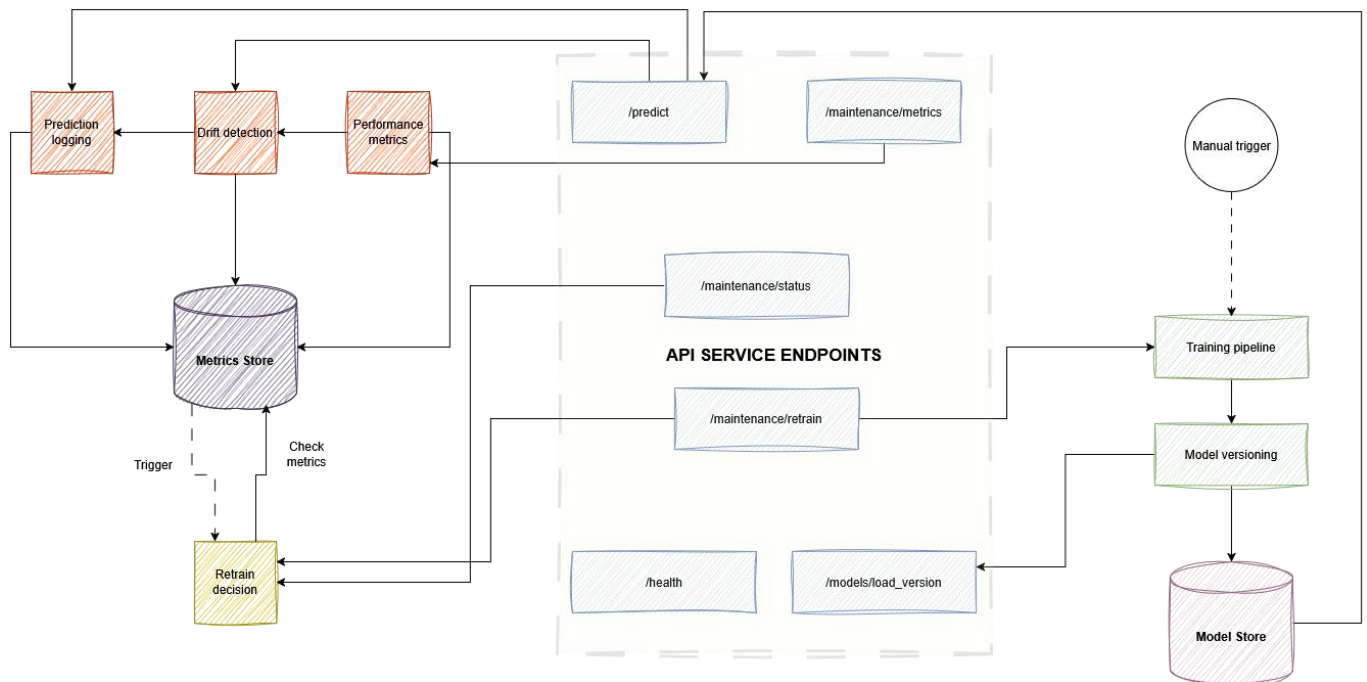 /predict
/maintenance/metrics
Prediction
logging
Drift detection
Performance
metrics
Manual trigger
/maintenance/status
API SERVICE ENDPOINTS
Training pipeline
Metrics Store
/maintenance/retrain
Check
metrics
Trigger
Model versioning
Retrain
decision
/health
/models/load_version
Model Store